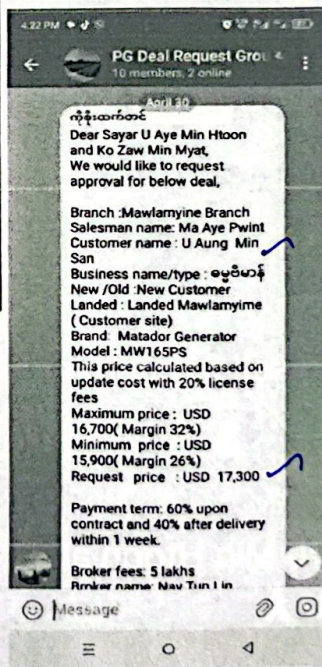 4:22 PM
PG Deal Request Grou
10 members, 2 online
April 30
ကိုစိုးထက်တင်
Dear Sayar U Aye Min Htoon
and Ko Zaw Min Myat,
We would like to request
approval for below deal,
Branch :Mawlamyine Branch
Salesman name: Ma Aye Pwint
Customer name : U Aung Min
San
Business name/type : ဓမ္မဗိမာန်
New /Old :New Customer
Landed : Landed Mawlamyime
( Customer site)
Brand: Matador Generator
Model : MW165PS
This price calculated based on
update cost with 20% license
fees
Maximum price : USD
16,700( Margin 32%)
Minimum price : USD
15,900( Margin 26%)
Request price : USD 17,300
Payment term: 60% upon
contract and 40% after delivery
within 1 week.
Broker fees: 5 lakhs
Broker name: Nay Tun Lin
Message